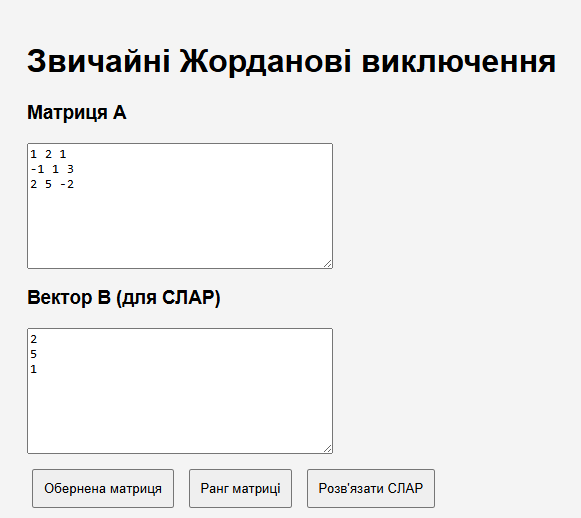 Звичайні Жорданові виключення
Матриця A
1 2 1
-1 1 3
2 5 -2
Вектор B (для СЛАР)
2
5
1
Обернена матриця
Ранг матриці
Розв'язати СЛАР